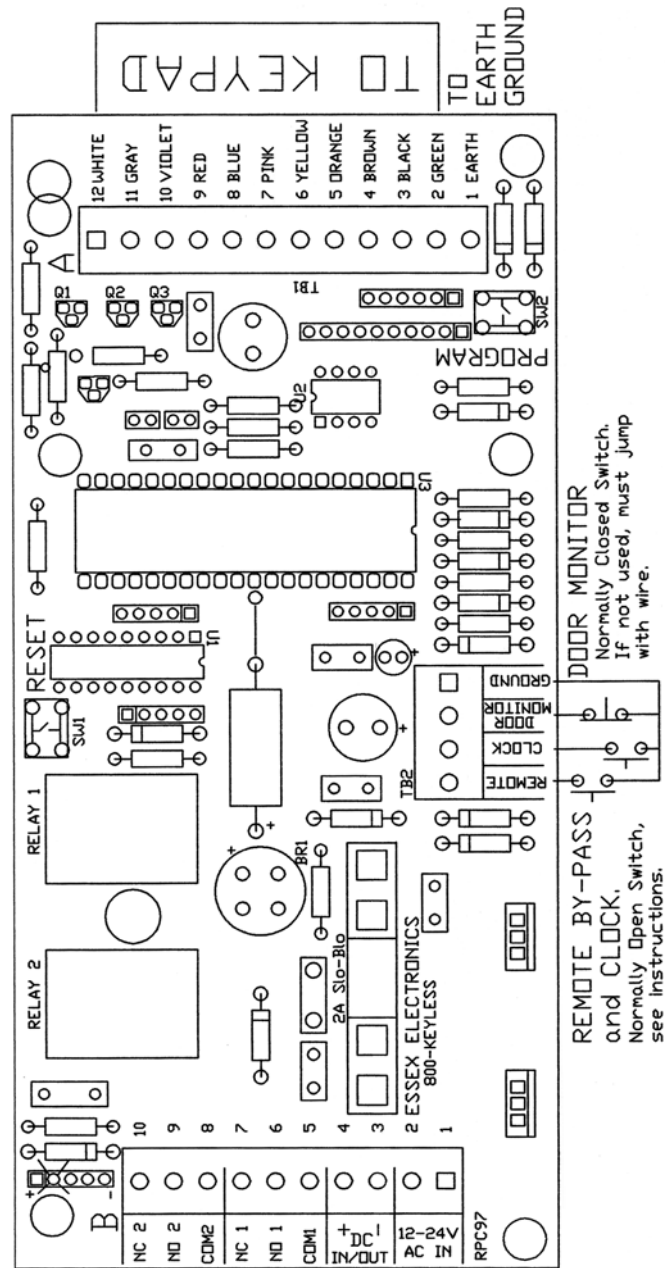 TO KEYPAD
TO
EARTH
GROUND
A
12 WHITE
11 GRAY
10 VIOLET
9 RED
8 BLUE
7 PINK
6 YELLOW
5 ORANGE
4 BROWN
3 BLACK
2 GREEN
1 EARTH
TB1
Q1
Q2
Q3
SW2
PROGRAM
U2
U3
RESET
U1
SW1
DOOR MONITOR
Normally Closed Switch.
If not used, must jump
with wire.
GROUND
DOOR
MONITOR
CLOCK
REMOTE
TB2
+
+
+
+
BR1
RELAY 1
RELAY 2
2A Slo-Blo
ESSEX ELECTRONICS
800-KEYLESS
REMOTE BY-PASS
and CLOCK.
Normally Open Switch,
see instructions.
+
-
B
10
9
8
7
6
5
4
3
2
1
NC 2
NO 2
COM2
NC 1
NO 1
COM1
+ DC -
IN/OUT
12-24V
AC IN
RPC97